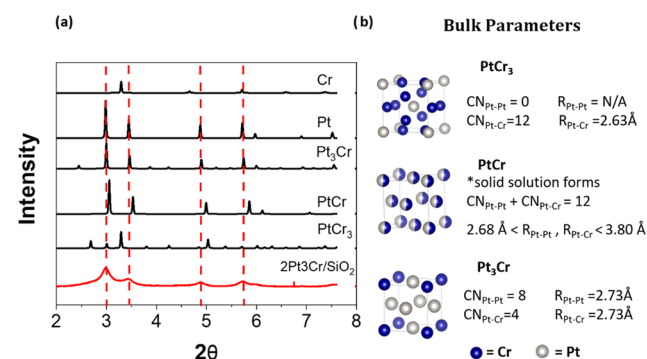 (a)
Intensity
Cr
Pt
Pt3Cr
PtCr
PtCr3
2Pt3Cr/SiO2
2 3 4 5 6 7 8
2θ
(b)
Bulk Parameters
PtCr3
CNPt-Pt = 0 RPt-Pt = N/A
CNPt-Cr=12 RPt-Cr =2.63Å
PtCr
*solid solution forms
CNPt-Pt + CNPt-Cr = 12
2.68 Å < RPt-Pt , RPt-Cr < 3.80 Å
Pt3Cr
CNPt-Pt = 8 RPt-Pt =2.73Å
CNPt-Cr=4 RPt-Cr =2.73Å
= Cr = Pt